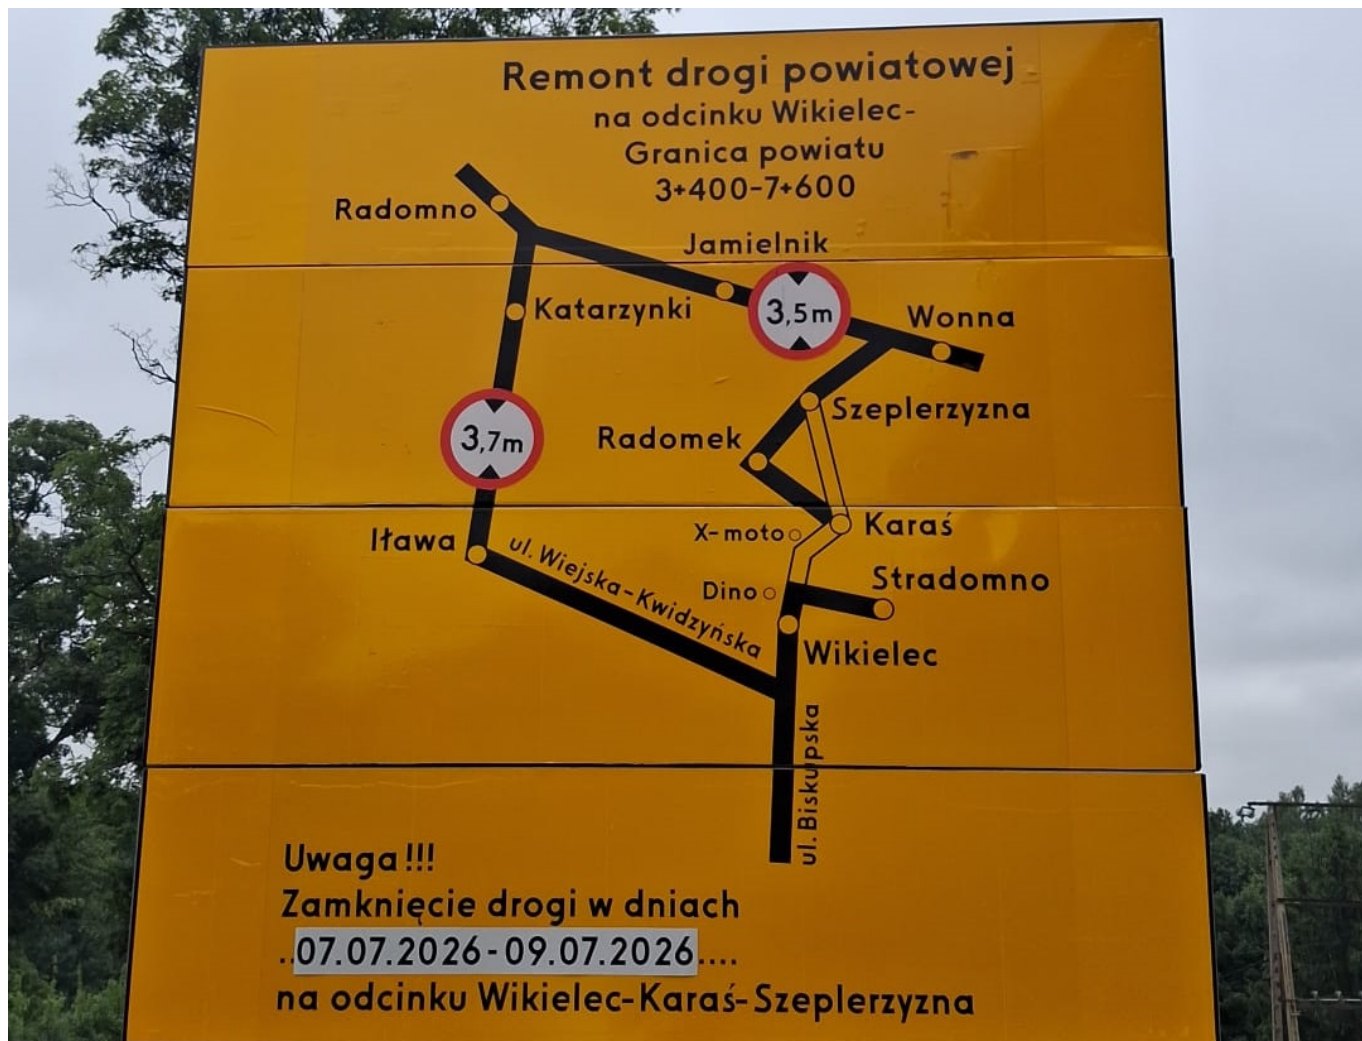 Remont drogi powiatowej
na odcinku Wikielec-
Granica powiatu
3+400-7+600
Radomno
Jamielnik
Katarzynki
3,5m
Wonna
Szeplerzyzna
3,7m
Radomek
Iława
ul. Wiejska-Kwidzyńska
X-moto
Karaś
Dino
Stradomno
Wikielec
ul. Biskupska
Uwaga!!!
Zamknięcie drogi w dniach
..07.07.2026-09.07.2026....
na odcinku Wikielec-Karaś-Szeplerzyzna